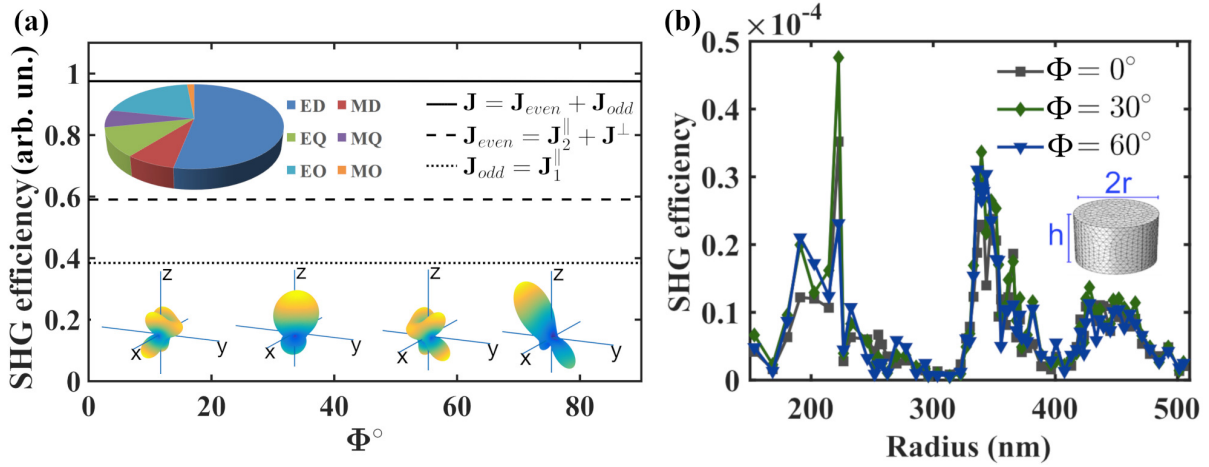 (a)
SHG efficiency (arb. un.)
1
0.8
0.6
0.4
0.2
0
0
20
40
60
80
Φ°
ED MD
EQ MQ
EO MO
J = J_even + J_odd
J_even = J_2^∥ + J^⊥
J_odd = J_1^∥
z
x
y
z
x
y
z
x
y
z
x
y
(b)
×10^-4
SHG efficiency
0.5
0.4
0.3
0.2
0.1
0
200
300
400
500
Radius (nm)
Φ = 0°
Φ = 30°
Φ = 60°
2r
h